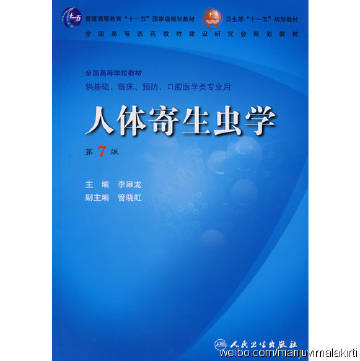 普通高等教育“十一五”国家级规划教材 卫生部“十一五”规划教材
全国高等医药教材建设研究会规划教材
全国高等学校教材
供基础、临床、预防、口腔医学类专业用
人体寄生虫学
第7版
主 编 李雍龙
副主编 管晓虹
人民卫生出版社
weibo.com/manjuvimalakirti